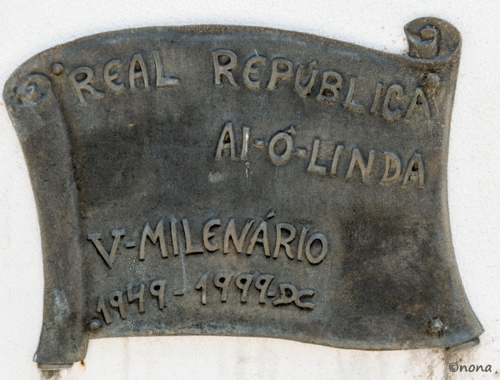 REAL REPÚBLICA
AI-Ô-LINDA
V-MILENÁRIO
1949-1999-DC
©nona